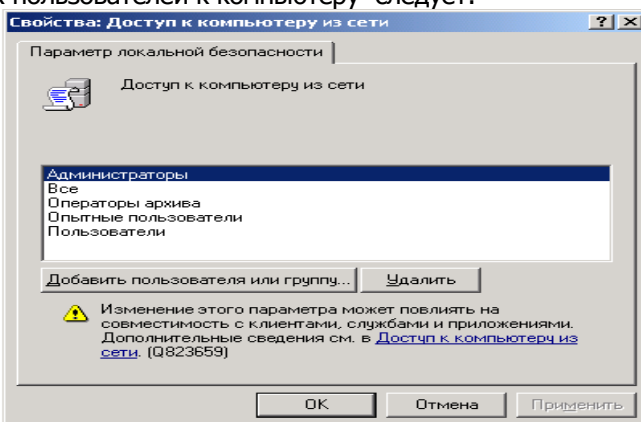 к пользователей к компьютеру следует:
Свойства: Доступ к компьютеру из сети
Параметр локальной безопасности
Доступ к компьютеру из сети
Администраторы
Все
Операторы архива
Опытные пользователи
Пользователи
Добавить пользователя или группу... Удалить
Изменение этого параметра может повлиять на
совместимость с клиентами, службами и приложениями.
Дополнительные сведения см. в Доступ к компьютеру из
сети. (Q823659)
ОК Отмена Применить